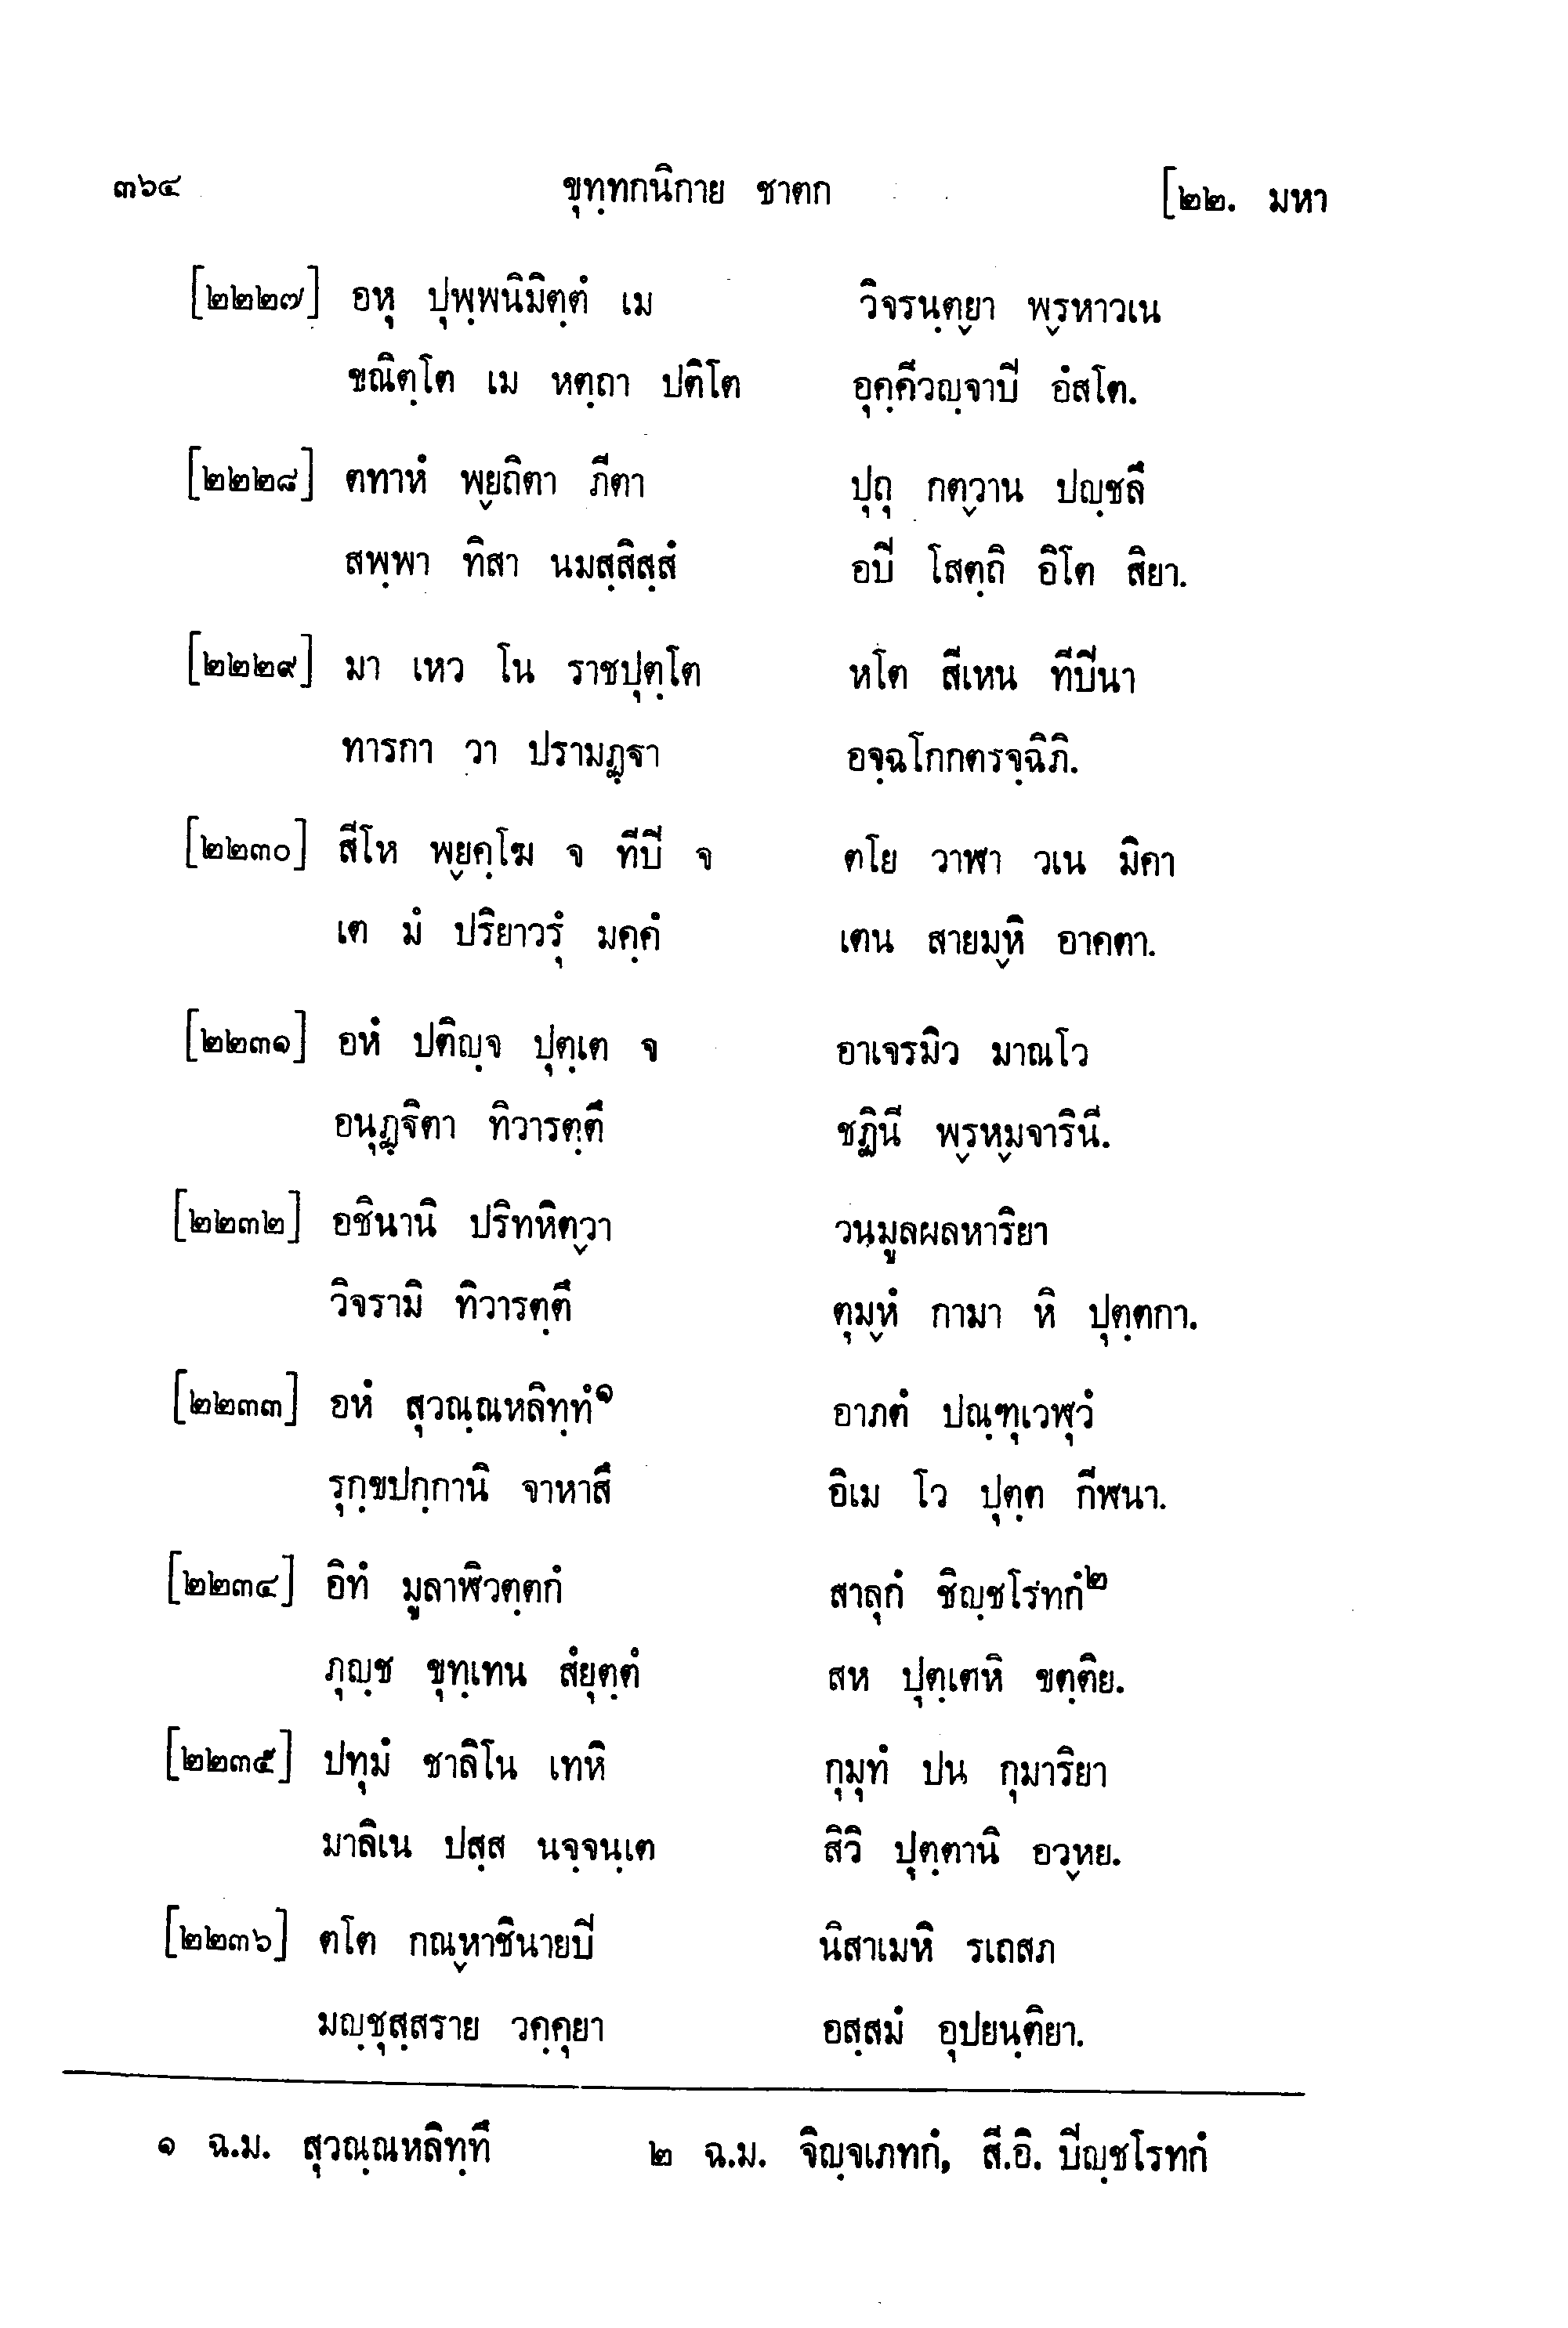 ๓๖๔ ขุทฺทกนิกาย ชาตก [๒๒. มหา
[๒๒๒๗] อหุ ปุพฺพนิมิตฺตํ เม วิจรนฺตฺยา พฺรหาวเน
ขณิตฺโต เม หตฺถา ปติโต อุคฺคีวญฺจาปิ อํสโต.
[๒๒๒๘] ตทาหํ พฺยถิตา ภีตา ปุถุ กตฺวาน ปญฺชลึ
สพฺพา ทิสา นมสฺสิสฺสํ อปิ โสตฺถิ อิโต สิยา.
[๒๒๒๙] มา เหว โน ราชปุตฺโต หโต สีเหน ทีปินา
ทารกา วา ปรามฏฺฐา อจฺฉโกกตรจฺฉิภิ.
[๒๒๓๐] สีโห พฺยคฺโฆ จ ทีปิ จ ตโย วาฬา วเน มิคา
เต มํ ปริยาวรุํ มคฺคํ เตน สายมฺหิ อาคตา.
[๒๒๓๑] อหํ ปติญฺจ ปุตฺเต จ อาเจรมิว มาณโว
อนุฏฺฐิตา ทิวารตฺตึ ชฏินี พฺรหฺมจารินี.
[๒๒๓๒] อชินานิ ปริทหิตฺวา วนมูลผลหาริยา
วิจรามิ ทิวารตฺตึ ตุมฺหํ กามา หิ ปุตฺตกา.
[๒๒๓๓] อหํ สุวณฺณหลิทฺทํ๑ อาภตํ ปณฺฑุเวฬุวํ
รุกฺขปกฺกานิ จาหาสึ อิเม โว ปุตฺต กีฬนา.
[๒๒๓๔] อิทํ มูลาฬิวตฺตกํ สาลุกํ ชิญฺชโรทกํ๒
ภุญฺช ขุทฺเทน สํยุตฺตํ สห ปุตฺเตหิ ขตฺติย.
[๒๒๓๕] ปทุมํ ชาลิโน เทหิ กุมุทํ ปน กุมาริยา
มาลิเน ปสฺส นจฺจนฺเต สิวิ ปุตฺตานิ อวฺหย.
[๒๒๓๖] ตโต กณฺหาชินายปิ นิสาเมหิ รเถสภ
มญฺชุสฺสราย วคฺคุยา อสฺสมํ อุปยนฺติยา.
๑ ฉ.ม. สุวณฺณหลิทฺทึ ๒ ฉ.ม. จิญฺจเภทกํ, สี.อิ. ปิญฺชโรทกํ